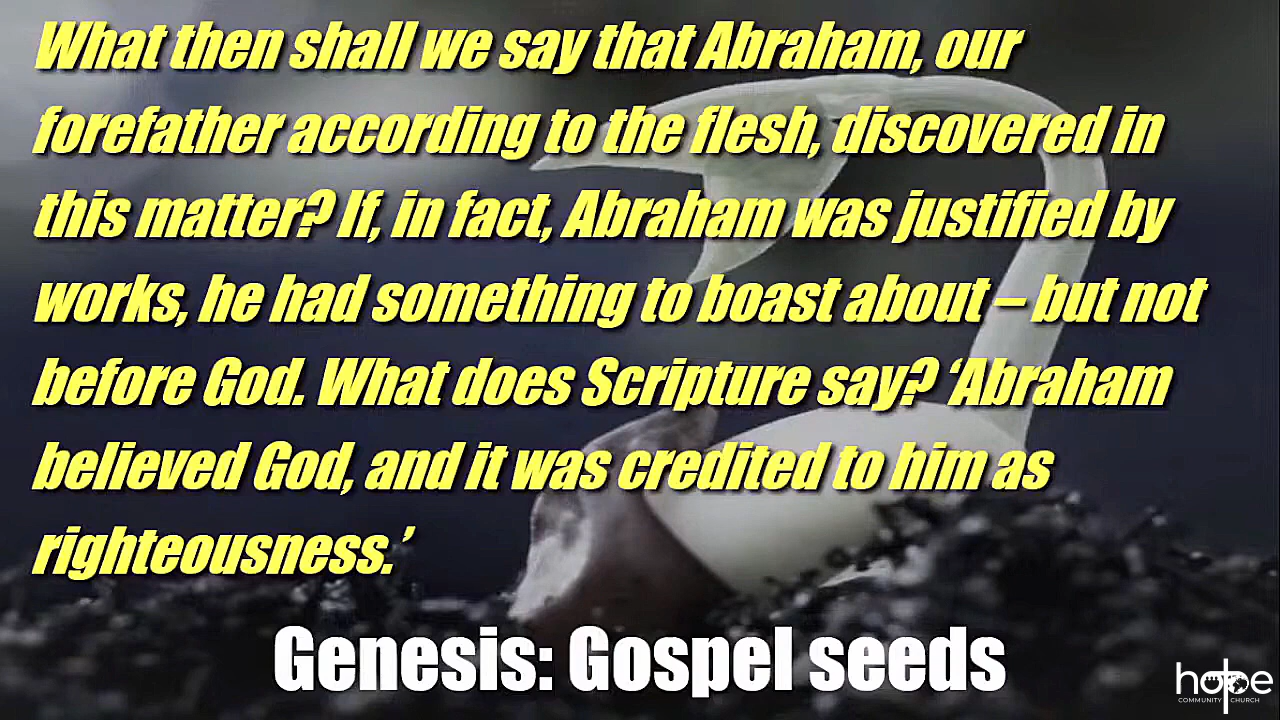 What then shall we say that Abraham, our
forefather according to the flesh, discovered in
this matter? If, in fact, Abraham was justified by
works, he had something to boast about – but not
before God. What does Scripture say? ‘Abraham
believed God, and it was credited to him as
righteousness.’
Genesis: Gospel seeds
hope
COMMUNITY CHURCH